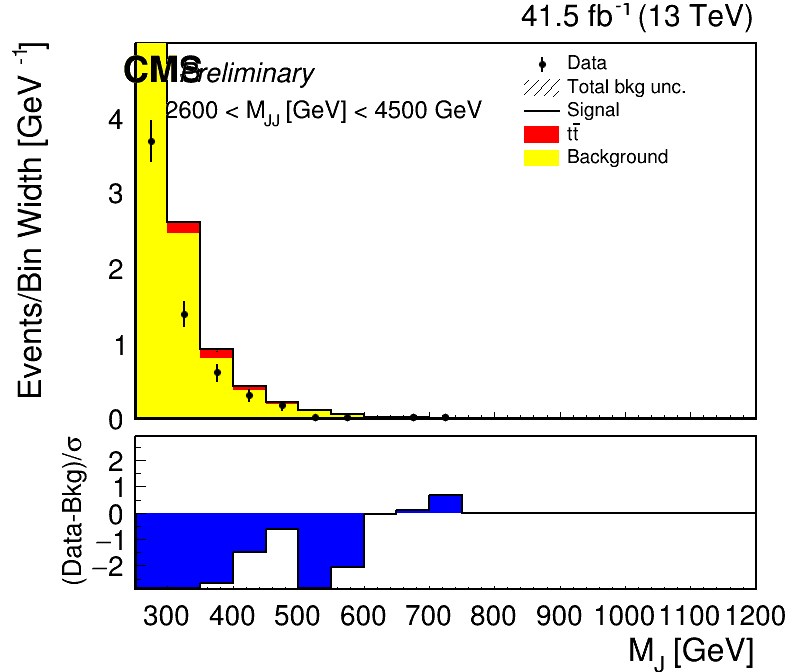 41.5 fb⁻¹ (13 TeV)
CMS Preliminary
2600 < M_JJ [GeV] < 4500 GeV
Data
Total bkg unc.
Signal
tt̄
Background
Events/Bin Width [GeV⁻¹]
4
3
2
1
0
(Data-Bkg)/σ
2
1
0
−1
−2
300 400 500 600 700 800 900 1000 1100 1200
M_J [GeV]